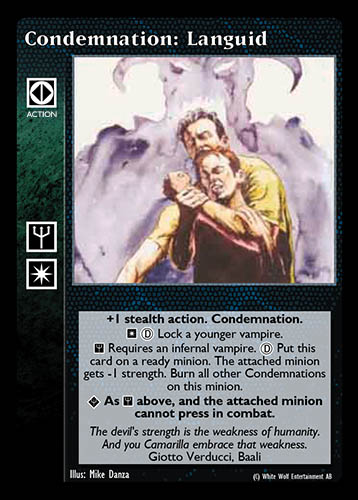 Condemnation: Languid
ACTION
+1 stealth action. Condemnation.
D Lock a younger vampire.
Requires an infernal vampire. D Put this
card on a ready minion. The attached minion
gets -1 strength. Burn all other Condemnations
on this minion.
As above, and the attached minion
cannot press in combat.
The devil's strength is the weakness of humanity.
And you Camarilla embrace that weakness.
Giotto Verducci, Baali
Illus: Mike Danza
(C) White Wolf Entertainment AB